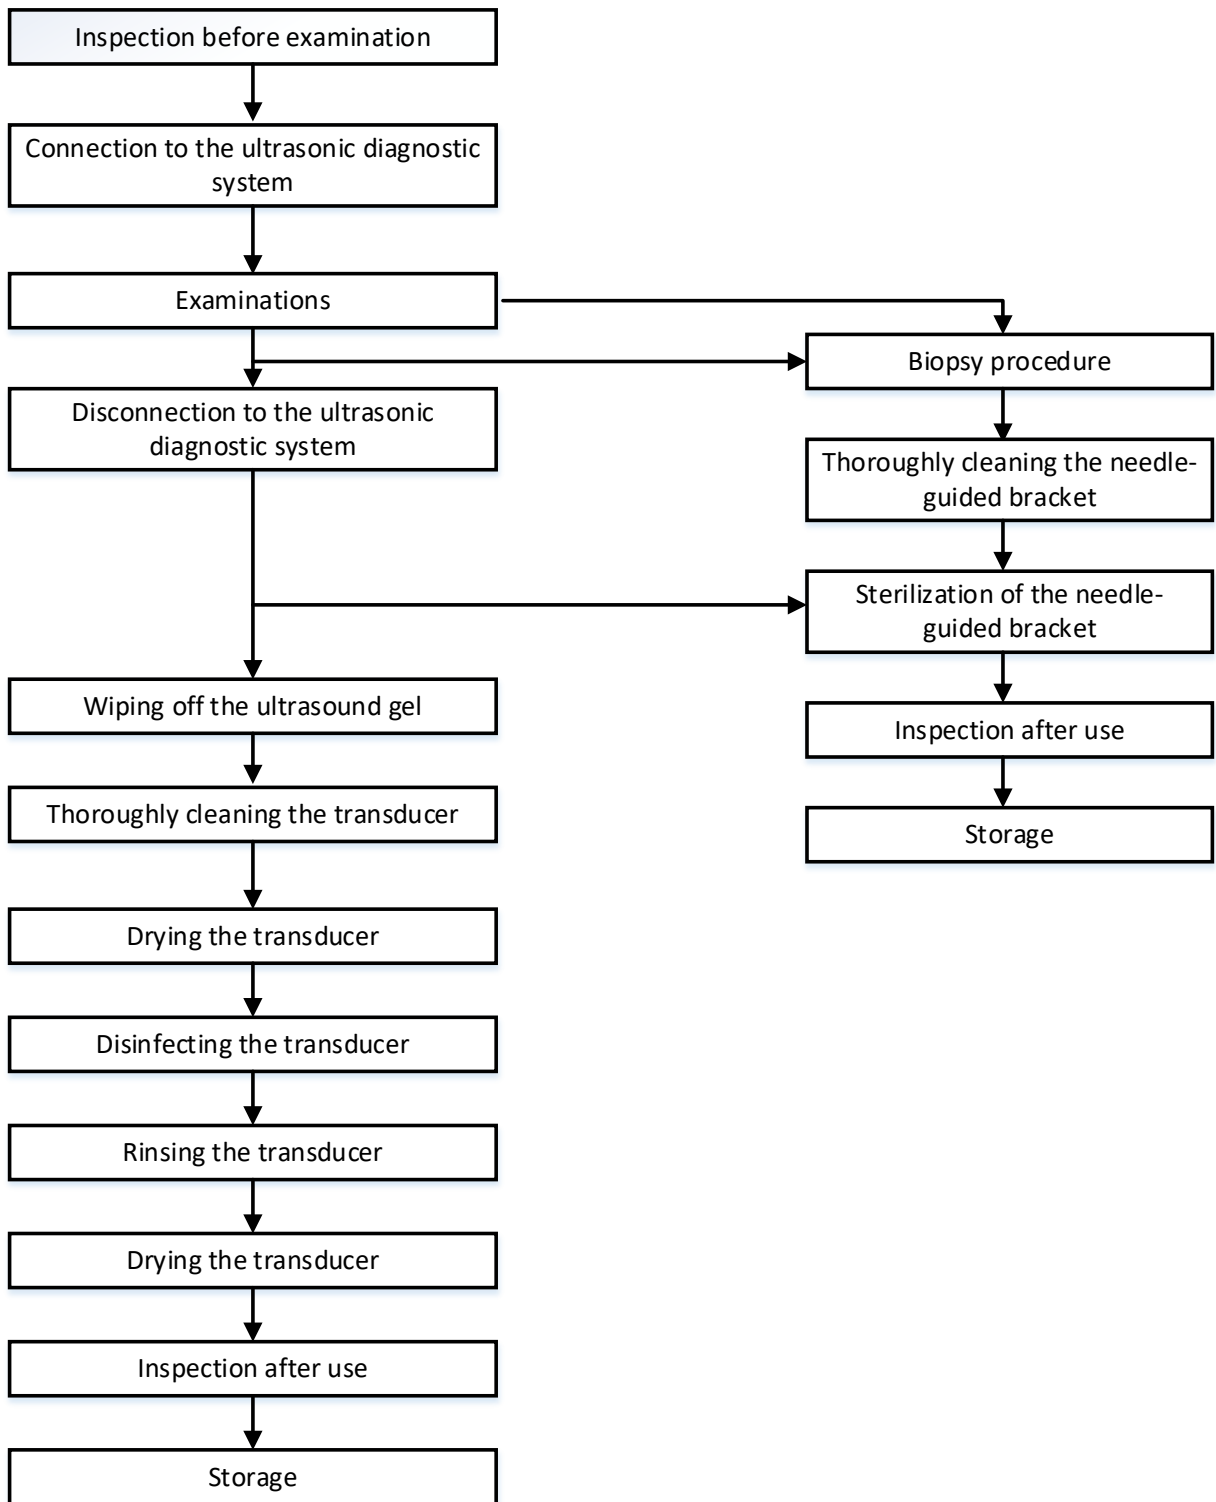 Inspection before examination
Connection to the ultrasonic diagnostic
system
Examinations
Disconnection to the ultrasonic
diagnostic system
Wiping off the ultrasound gel
Thoroughly cleaning the transducer
Drying the transducer
Disinfecting the transducer
Rinsing the transducer
Drying the transducer
Inspection after use
Storage
Biopsy procedure
Thoroughly cleaning the needle-
guided bracket
Sterilization of the needle-
guided bracket
Inspection after use
Storage